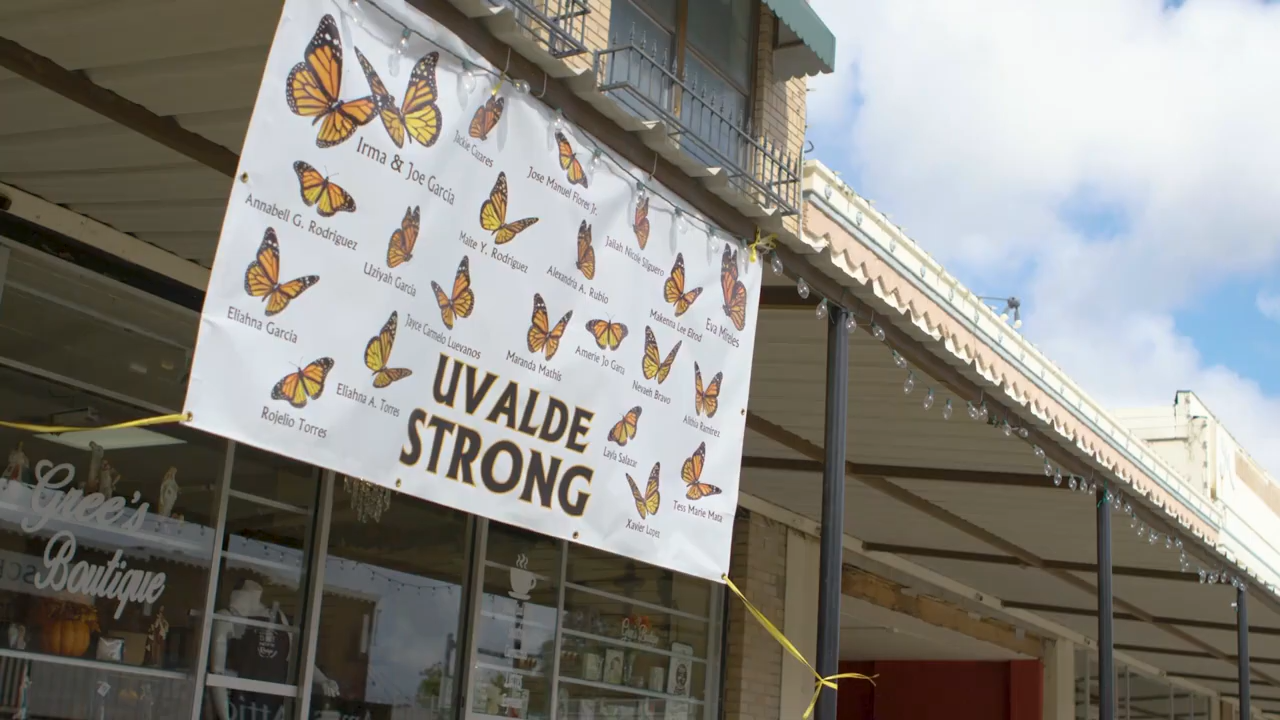 Irma & Joe Garcia
Jackie Cazares
Jose Manuel Flores Jr.
Annabell G. Rodriguez
Uziyah Garcia
Maite Y. Rodriguez
Alexandria A. Rubio
Jailah Nicole Silguero
Makenna Lee Elrod
Eva Mireles
Eliahna Garcia
Jayce Carmelo Luevanos
Maranda Mathis
Amerie Jo Garza
Nevaeh Bravo
Alithia Ramirez
Rojelio Torres
Eliahna A. Torres
Layla Salazar
Xavier Lopez
Tess Marie Mata
UVALDE
STRONG
Gree's
Boutique